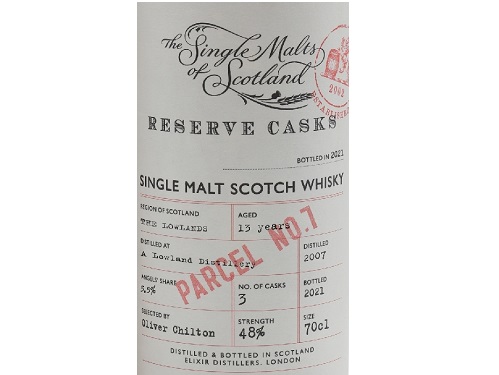 The Single Malts
of Scotland
2002
RESERVE CASKS
BOTTLED IN 2021
SINGLE MALT SCOTCH WHISKY
REGION OF SCOTLAND
THE LOWLANDS
AGED
13 years
PARCEL NO.7
DISTILLED AT
A Lowland Distillery
DISTILLED
2007
ANGELS' SHARE
5,5%
NO. OF CASKS
3
BOTTLED
2021
SELECTED BY
Oliver Chilton
STRENGTH
48%
SIZE
70cl
DISTILLED & BOTTLED IN SCOTLAND
ELIXIR DISTILLERS, LONDON